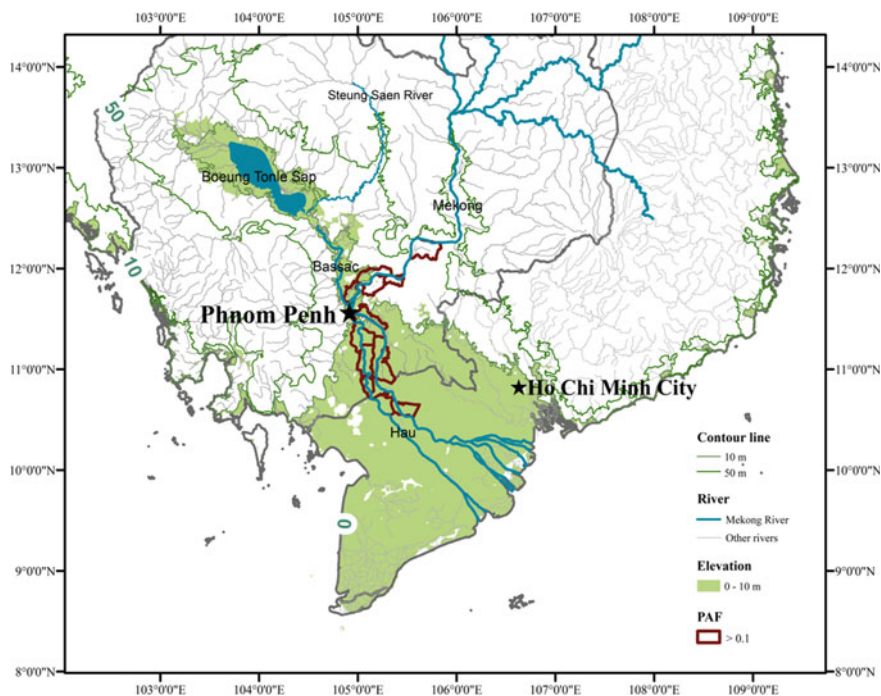 103°0'0"E 104°0'0"E 105°0'0"E 106°0'0"E 107°0'0"E 108°0'0"E 109°0'0"E
14°0'0"N 14°0'0"N
50
Steung Saen River
13°0'0"N 13°0'0"N
Boeung Tonle Sap
Mekong
12°0'0"N 12°0'0"N
10
Bassac
Phnom Penh
11°0'0"N 11°0'0"N
Ho Chi Minh City
Hau
10°0'0"N 10°0'0"N
0
9°0'0"N 9°0'0"N
8°0'0"N 8°0'0"N
Contour line
10 m
50 m
River
Mekong River
Other rivers
Elevation
0 - 10 m
PAF
> 0.1
103°0'0"E 104°0'0"E 105°0'0"E 106°0'0"E 107°0'0"E 108°0'0"E 109°0'0"E